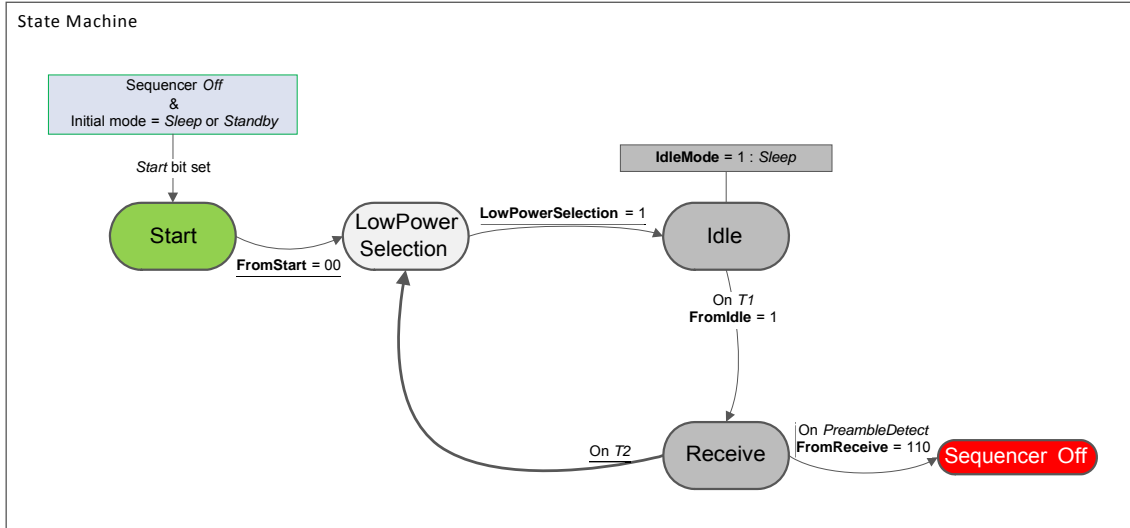 State Machine
Sequencer Off
&
Initial mode = Sleep or Standby
Start bit set
IdleMode = 1 : Sleep
Start
FromStart = 00
LowPower
Selection
LowPowerSelection = 1
Idle
On T1
FromIdle = 1
On T2
Receive
On PreambleDetect
FromReceive = 110
Sequencer Off